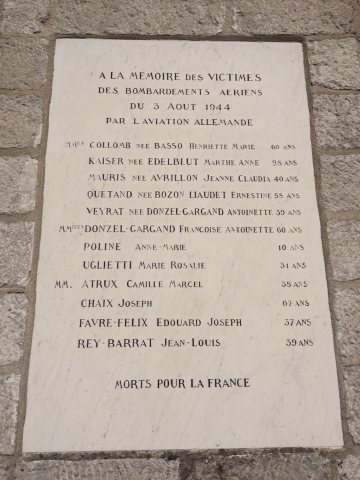 A LA MEMOIRE DES VICTIMES
DES BOMBARDEMENTS AERIENS
DU 3 AOUT 1944
PAR L'AVIATION ALLEMANDE
MMES COLLOMB NEE BASSO HENRIETTE MARIE 60 ANS
KAISER NEE EDELBLUT MARTHE ANNE 28 ANS
MAURIS NEE AVRILLON JEANNE CLAUDIA 40 ANS
QUETAND NEE BOZON LIAUDET ERNESTINE 55 ANS
VEYRAT NEE DONZEL-GARGAND ANTOINETTE 39 ANS
MMLLES DONZEL-GARGAND FRANCOISE ANTOINETTE 60 ANS
POLINE ANNE-MARIE 10 ANS
UGLIETTI MARIE ROSALIE 31 ANS
MM. ATRUX CAMILLE MARCEL 38 ANS
CHAIX JOSEPH 67 ANS
FAVRE-FELIX EDOUARD JOSEPH 37 ANS
REY-BARRAT JEAN-LOUIS 39 ANS
MORTS POUR LA FRANCE